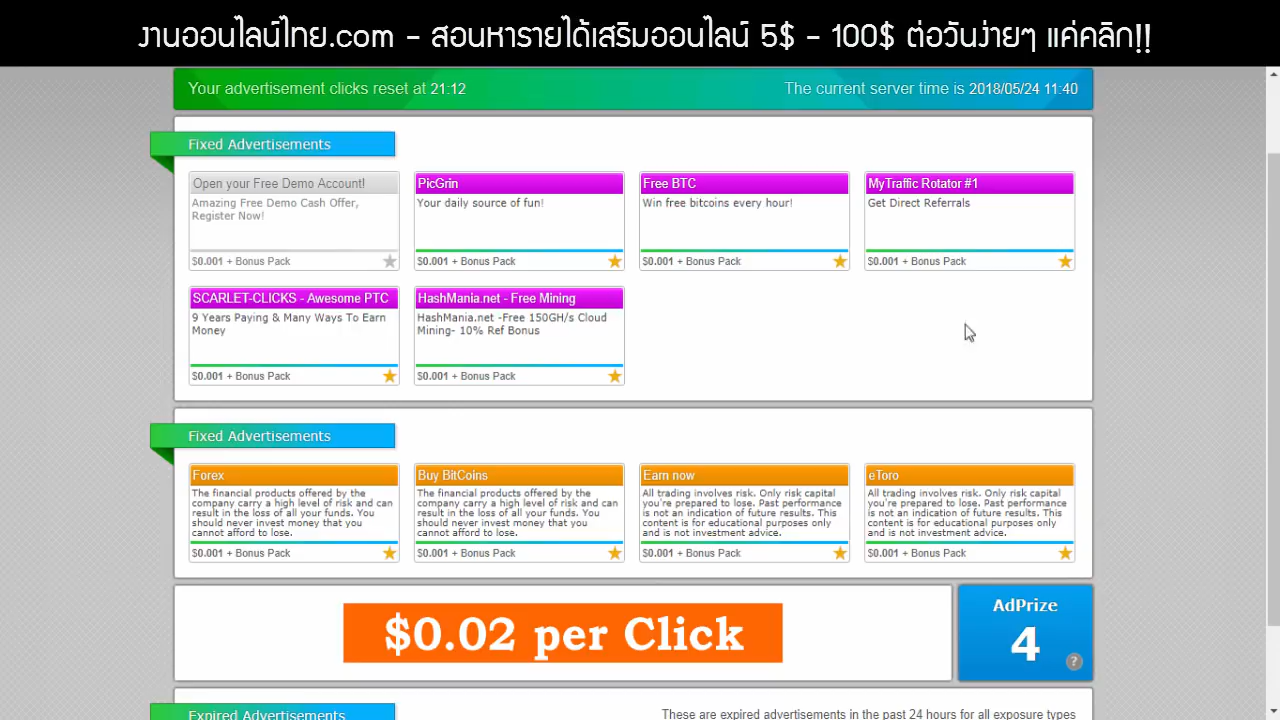 งานออนไลน์ไทย.com - สอนหารายได้เสริมออนไลน์ 5$ - 100$ ต่อวันง่ายๆ แค่คลิก!!
Your advertisement clicks reset at 21:12
The current server time is 2018/05/24 11:40
Fixed Advertisements
Open your Free Demo Account!
Amazing Free Demo Cash Offer,
Register Now!
$0.001 + Bonus Pack
PicGrin
Your daily source of fun!
$0.001 + Bonus Pack
Free BTC
Win free bitcoins every hour!
$0.001 + Bonus Pack
MyTraffic Rotator #1
Get Direct Referrals
$0.001 + Bonus Pack
SCARLET-CLICKS - Awesome PTC
9 Years Paying & Many Ways To Earn
Money
$0.001 + Bonus Pack
HashMania.net - Free Mining
HashMania.net -Free 150GH/s Cloud
Mining- 10% Ref Bonus
$0.001 + Bonus Pack
Fixed Advertisements
Forex
The financial products offered by the
company carry a high level of risk and can
result in the loss of all your funds. You
should never invest money that you
cannot afford to lose.
$0.001 + Bonus Pack
Buy BitCoins
The financial products offered by the
company carry a high level of risk and can
result in the loss of all your funds. You
should never invest money that you
cannot afford to lose.
$0.001 + Bonus Pack
Earn now
All trading involves risk. Only risk capital
you're prepared to lose. Past performance
is not an indication of future results. This
content is for educational purposes only
and is not investment advice.
$0.001 + Bonus Pack
eToro
All trading involves risk. Only risk capital
you're prepared to lose. Past performance
is not an indication of future results. This
content is for educational purposes only
and is not investment advice.
$0.001 + Bonus Pack
$0.02 per Click
AdPrize
4
?
Expired Advertisements
These are expired advertisements in the past 24 hours for all exposure types